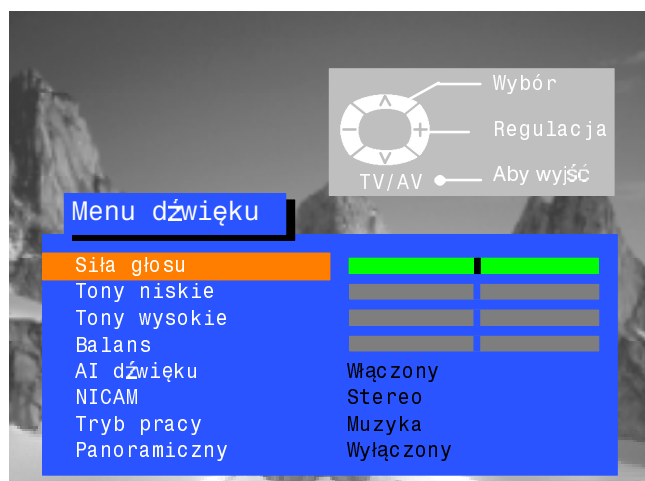 Wybór
Regulacja
TV/AV
Aby wyjść
Menu dźwięku
Siła głosu
Tony niskie
Tony wysokie
Balans
AI dźwięku Włączony
NICAM Stereo
Tryb pracy Muzyka
Panoramiczny Wyłączony